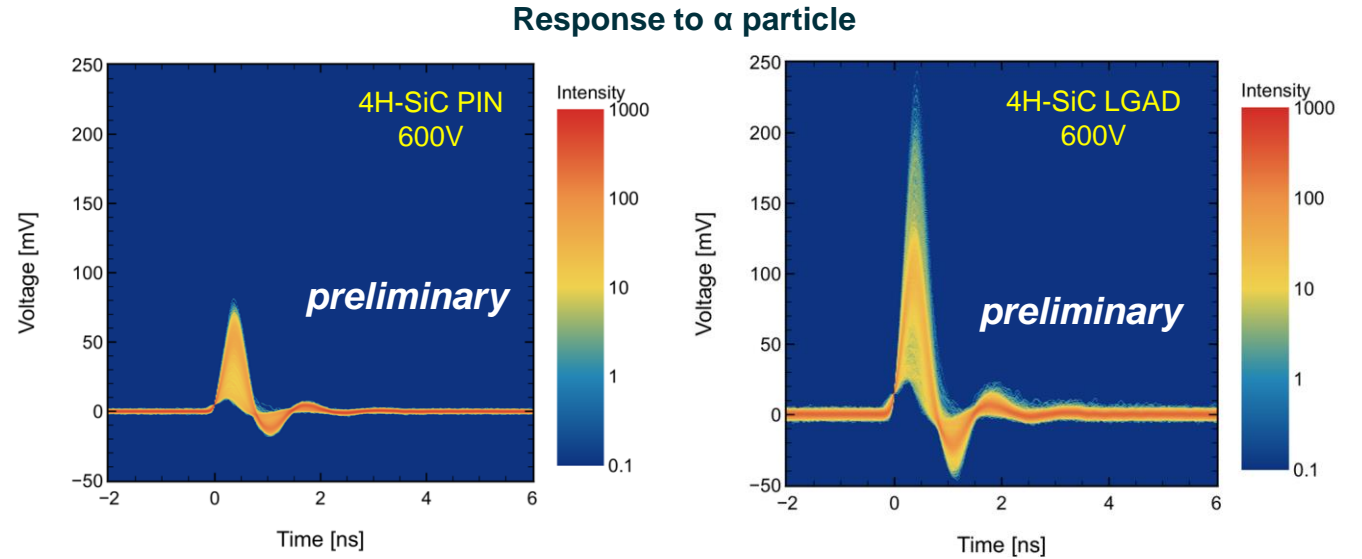 Response to α particle
250
200
150
100
50
0
−50
−2
0
2
4
6
Voltage [mV]
Time [ns]
4H-SiC PIN
600V
preliminary
Intensity
1000
100
10
1
0.1
250
200
150
100
50
0
−50
−2
0
2
4
6
Voltage [mV]
Time [ns]
4H-SiC LGAD
600V
preliminary
Intensity
1000
100
10
1
0.1